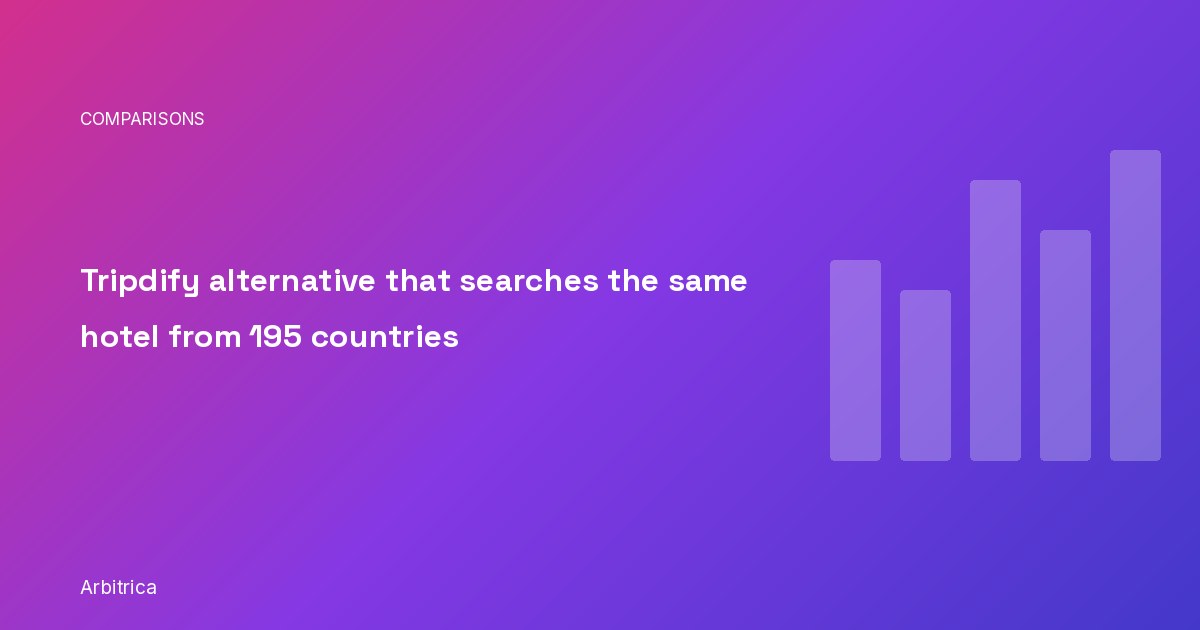 COMPARISONS
Tripdify alternative that searches the same
hotel from 195 countries
Arbitrica